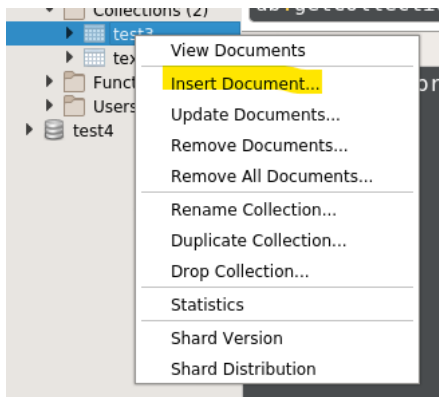 Collections (2)
test3
View Documents
Insert Document...
Update Documents...
Remove Documents...
Remove All Documents...
Rename Collection...
Duplicate Collection...
Drop Collection...
Statistics
Shard Version
Shard Distribution
tex
Funct
Users
test4